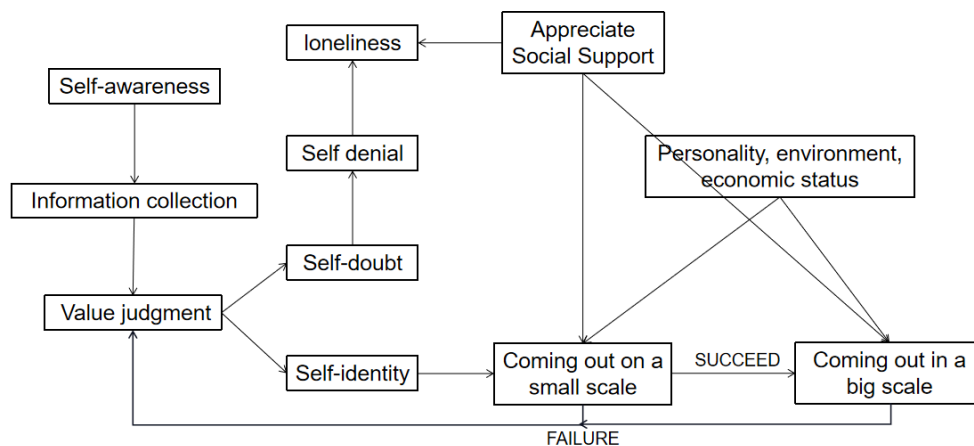 loneliness
Appreciate
Social Support
Self-awareness
Self denial
Personality, environment,
economic status
Information collection
Self-doubt
Value judgment
Self-identity
Coming out on a
small scale
SUCCEED
Coming out in a
big scale
FAILURE